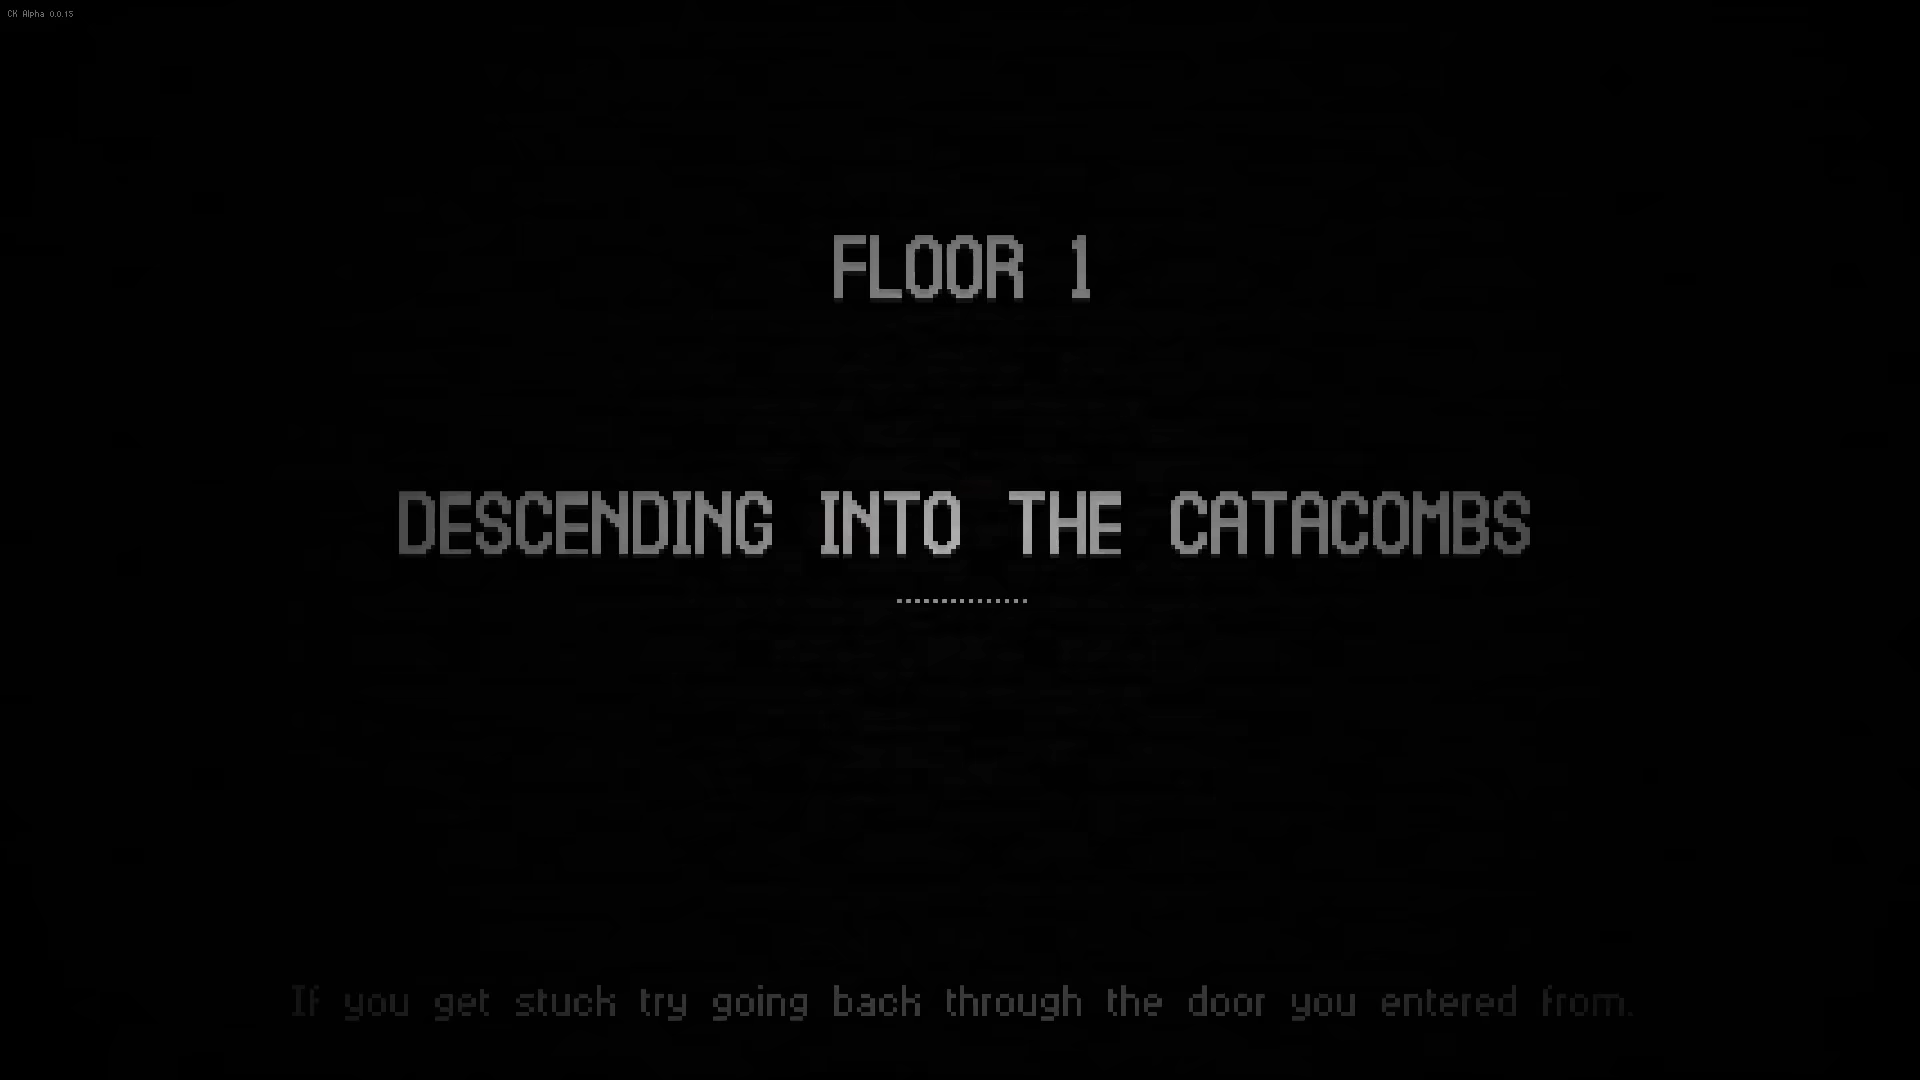 CK Alpha 0.0.15
FLOOR 1
DESCENDING INTO THE CATACOMBS
...............
If you get stuck try going back through the door you entered from.